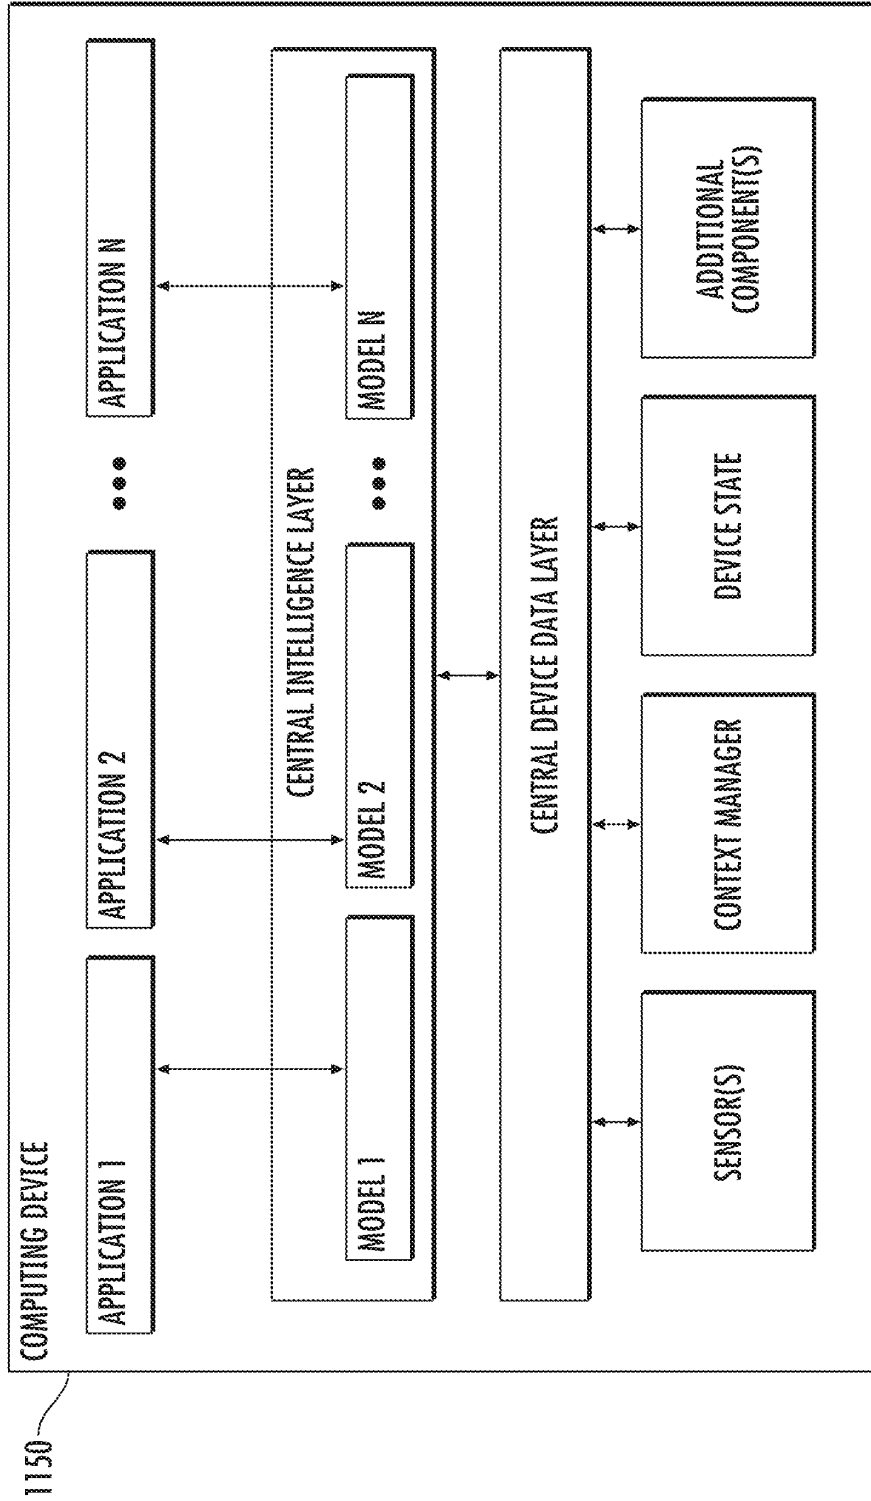 COMPUTING DEVICE
APPLICATION 1
APPLICATION 2
APPLICATION N
CENTRAL INTELLIGENCE LAYER
MODEL 1
MODEL 2
MODEL N
CENTRAL DEVICE DATA LAYER
SENSOR(S)
CONTEXT MANAGER
DEVICE STATE
ADDITIONAL
COMPONENT(S)
1150